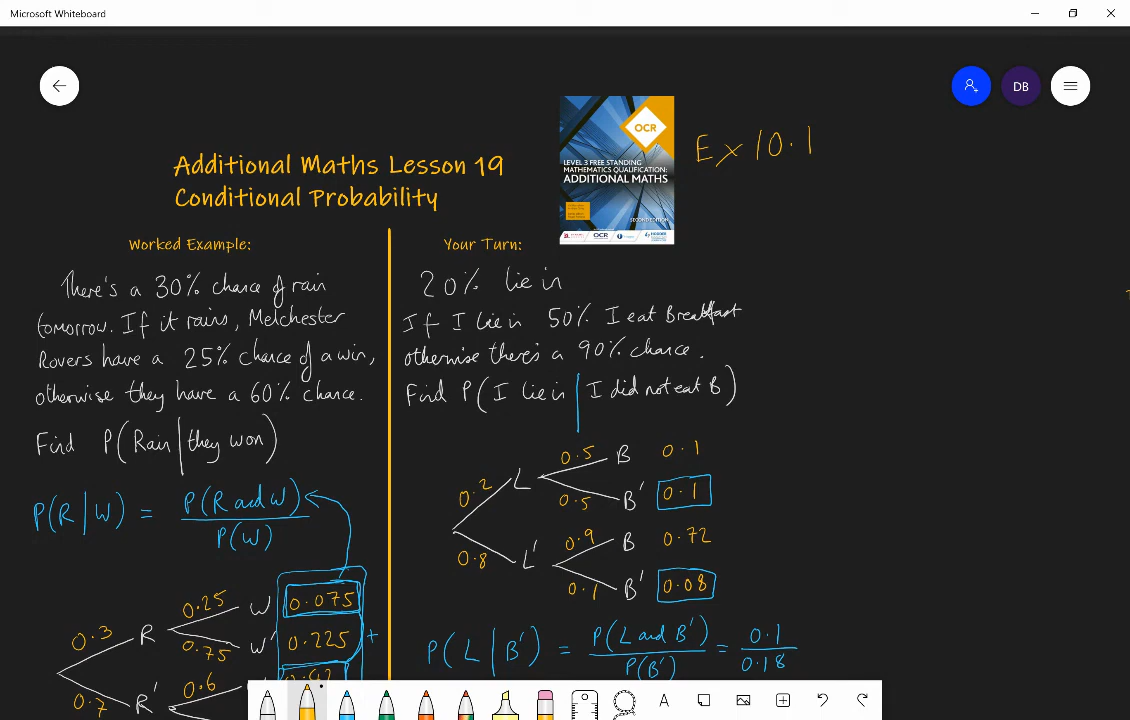 Microsoft Whiteboard
DB
OCR
LEVEL 3 FREE STANDING
MATHEMATICS QUALIFICATION:
ADDITIONAL MATHS
SECOND EDITION
OCR
Ex 10.1
Additional Maths Lesson 19
Conditional Probability
Worked Example:
There's a 30% chance of rain
tomorrow. If it rains, Melchester
Rovers have a 25% chance of a win,
otherwise they have a 60% chance.
Find P(Rain|they won)
P(R|W) = P(R and W)
P(W)
0.3 R 0.25 W 0.075
0.75 W' 0.225 +
0.7 R' 0.6
Your Turn:
20% lie in
If I lie in 50% I eat Breakfast
otherwise there's a 90% chance.
Find P(I lie in | I did not eat B)
0.2 L 0.5 B 0.1
0.5 B' 0.1
0.8 L' 0.9 B 0.72
0.1 B' 0.08
P(L|B') = P(L and B') = 0.1
P(B') 0.18
A